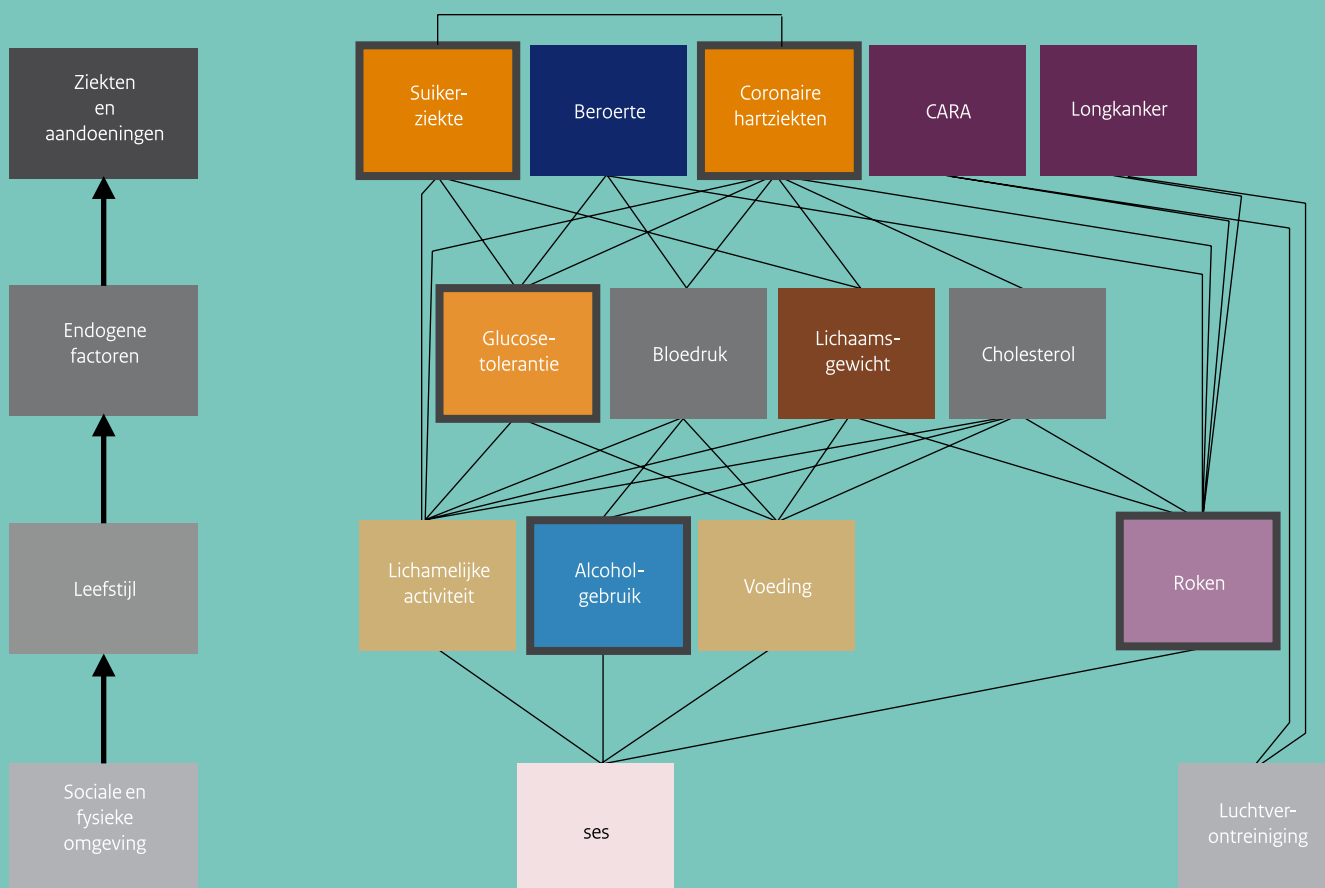 Ziekten
en
aandoeningen
Suiker-
ziekte
Beroerte
Coronaire
hartziekten
CARA
Longkanker
Endogene
factoren
Glucose-
tolerantie
Bloedruk
Lichaams-
gewicht
Cholesterol
Leefstijl
Lichamelijke
activiteit
Alcohol-
gebruik
Voeding
Roken
Sociale en
fysieke
omgeving
ses
Luchtver-
ontreiniging